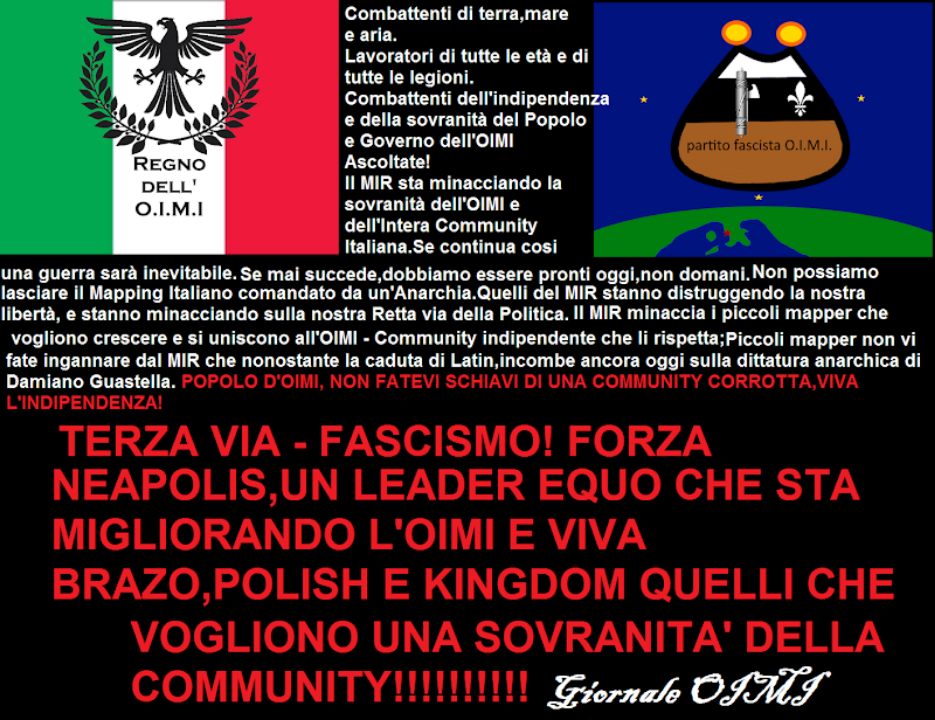 REGNO
DELL'
O.I.M.I
Combattenti di terra,mare
e aria.
Lavoratori di tutte le età e di
tutte le legioni.
Combattenti dell'indipendenza
e della sovranità del Popolo
e Governo dell'OIMI
Ascoltate!
Il MIR sta minacciando la
sovranità dell'OIMI e
dell'Intera Community
Italiana.Se continua cosi
partito fascista O.I.M.I.
una guerra sarà inevitabile. Se mai succede,dobbiamo essere pronti oggi,non domani. Non possiamo
lasciare il Mapping Italiano comandato da un'Anarchia.Quelli del MIR stanno distruggendo la nostra
libertà, e stanno minacciando sulla nostra Retta via della Politica. Il MIR minaccia i piccoli mapper che
vogliono crescere e si uniscono all'OIMI - Community indipendente che li rispetta;Piccoli mapper non vi
fate ingannare dal MIR che nonostante la caduta di Latin,incombe ancora oggi sulla dittatura anarchica di
Damiano Guastella. POPOLO D'OIMI, NON FATEVI SCHIAVI DI UNA COMMUNITY CORROTTA,VIVA
L'INDIPENDENZA!
TERZA VIA - FASCISMO! FORZA
NEAPOLIS,UN LEADER EQUO CHE STA
MIGLIORANDO L'OIMI E VIVA
BRAZO,POLISH E KINGDOM QUELLI CHE
VOGLIONO UNA SOVRANITA' DELLA
COMMUNITY!!!!!!!!!! Giornale OIMI